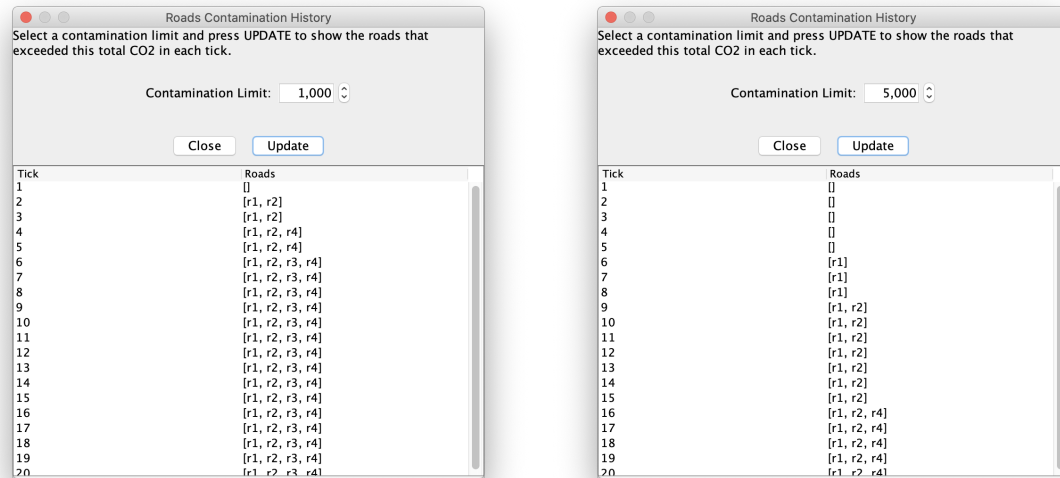 Roads Contamination History
Select a contamination limit and press UPDATE to show the roads that
exceeded this total CO2 in each tick.
Contamination Limit: 1,000
Close Update
Tick Roads
1 []
2 [r1, r2]
3 [r1, r2]
4 [r1, r2, r4]
5 [r1, r2, r4]
6 [r1, r2, r3, r4]
7 [r1, r2, r3, r4]
8 [r1, r2, r3, r4]
9 [r1, r2, r3, r4]
10 [r1, r2, r3, r4]
11 [r1, r2, r3, r4]
12 [r1, r2, r3, r4]
13 [r1, r2, r3, r4]
14 [r1, r2, r3, r4]
15 [r1, r2, r3, r4]
16 [r1, r2, r3, r4]
17 [r1, r2, r3, r4]
18 [r1, r2, r3, r4]
19 [r1, r2, r3, r4]
20 [r1, r2, r3, r4]
Roads Contamination History
Select a contamination limit and press UPDATE to show the roads that
exceeded this total CO2 in each tick.
Contamination Limit: 5,000
Close Update
Tick Roads
1 []
2 []
3 []
4 []
5 []
6 [r1]
7 [r1]
8 [r1]
9 [r1, r2]
10 [r1, r2]
11 [r1, r2]
12 [r1, r2]
13 [r1, r2]
14 [r1, r2]
15 [r1, r2]
16 [r1, r2, r4]
17 [r1, r2, r4]
18 [r1, r2, r4]
19 [r1, r2, r4]
20 [r1, r2, r4]